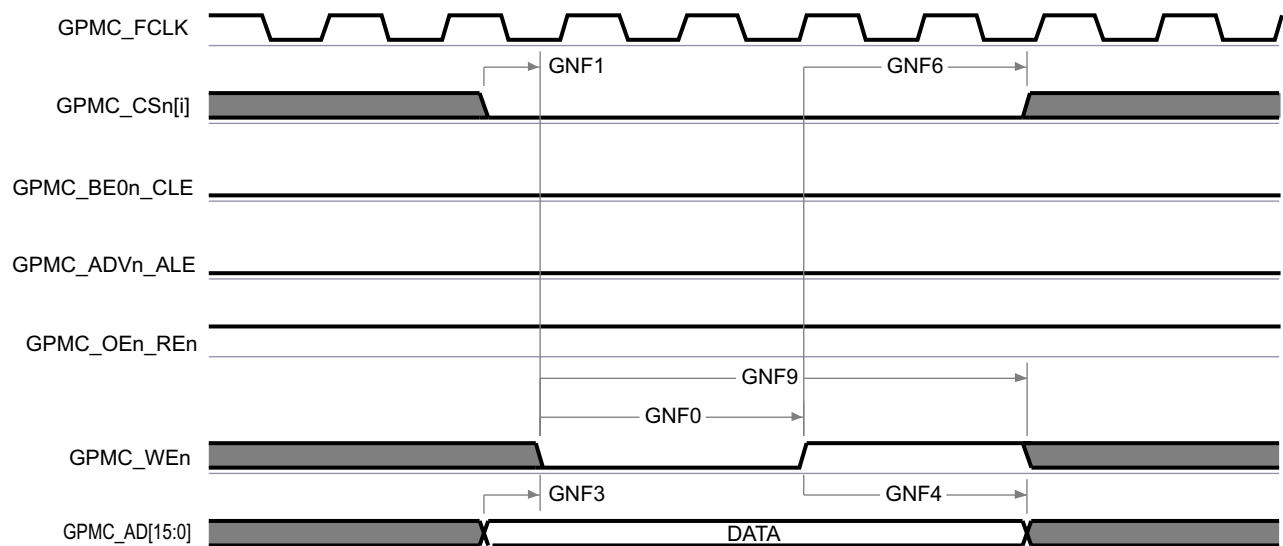 GPMC_FCLK
GNF1
GNF6
GPMC_CSn[i]
GPMC_BE0n_CLE
GPMC_ADVn_ALE
GPMC_OEn_REn
GNF9
GNF0
GPMC_WEn
GNF3
GNF4
GPMC_AD[15:0]
DATA